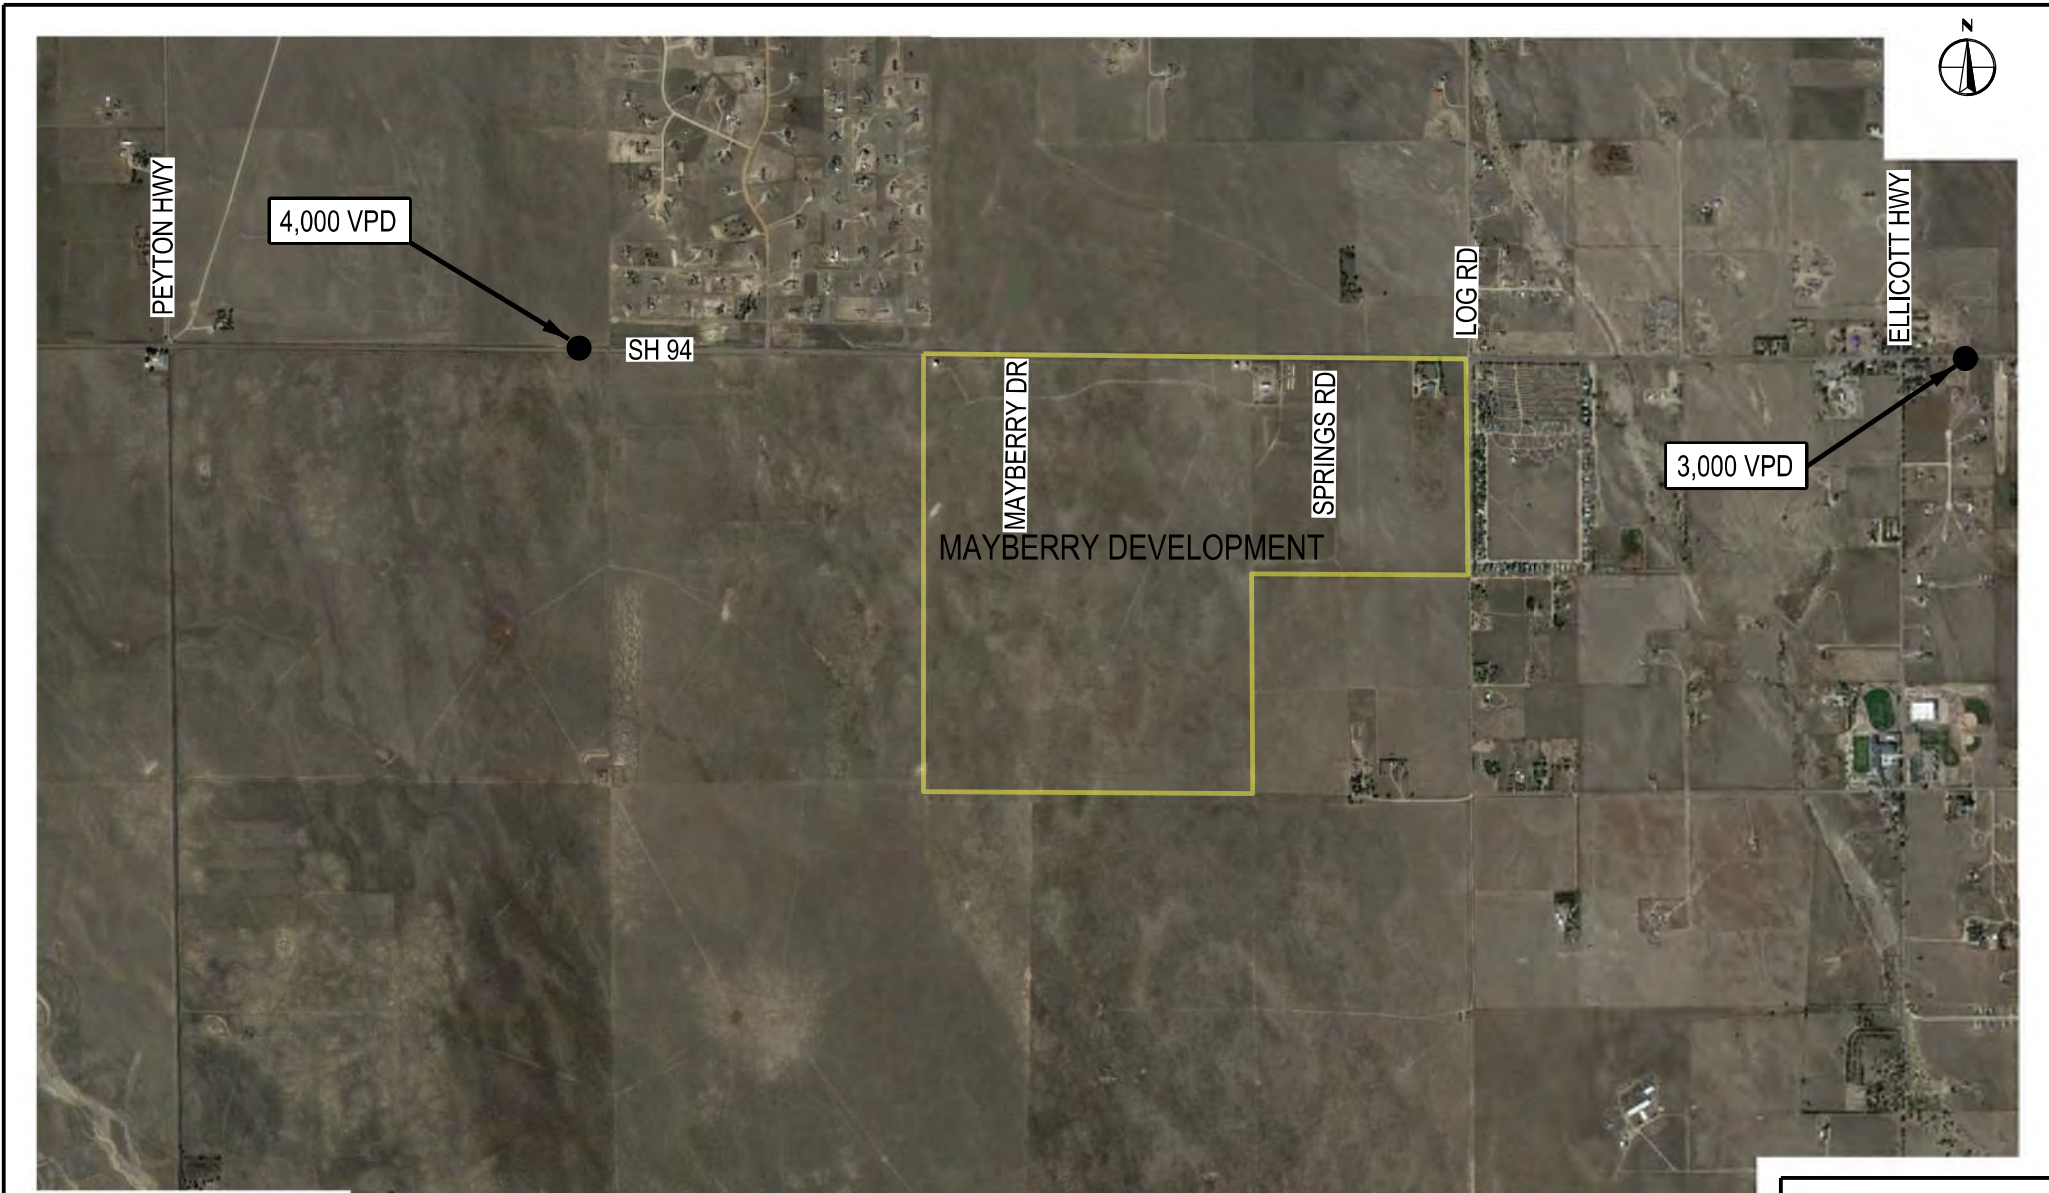 N
PEYTON HWY
4,000 VPD
SH 94
MAYBERRY DR
SPRINGS RD
LOG RD
ELLICOTT HWY
3,000 VPD
MAYBERRY DEVELOPMENT